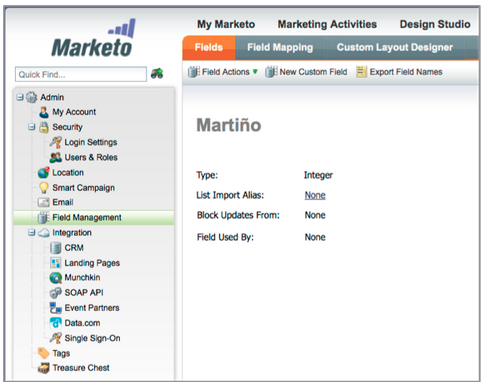 Marketo
My Marketo Marketing Activities Design Studio
Fields Field Mapping Custom Layout Designer
Quick Find...
Field Actions New Custom Field Export Field Names
Admin
My Account
Security
Login Settings
Users & Roles
Location
Smart Campaign
Email
Field Management
Integration
CRM
Landing Pages
Munchkin
SOAP API
Event Partners
Data.com
Single Sign-On
Tags
Treasure Chest
Martiño
Type: Integer
List Import Alias: None
Block Updates From: None
Field Used By: None